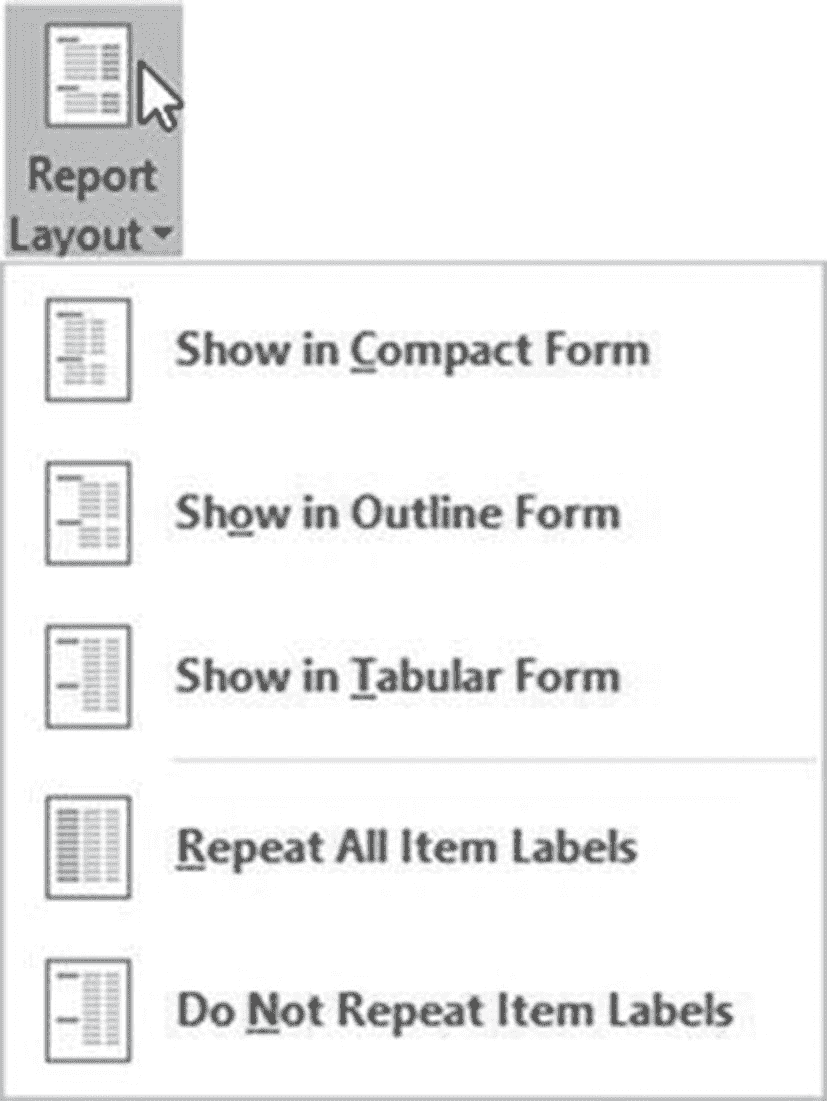 Report
Layout
Show in Compact Form
Show in Outline Form
Show in Tabular Form
Repeat All Item Labels
Do Not Repeat Item Labels